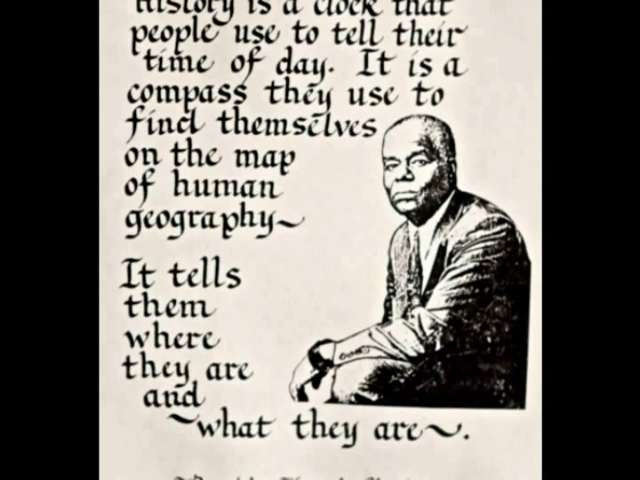 History is a clock that
people use to tell their
time of day. It is a
compass they use to
find themselves
on the map
of human
geography~
It tells
them
where
they are
and
~what they are~.